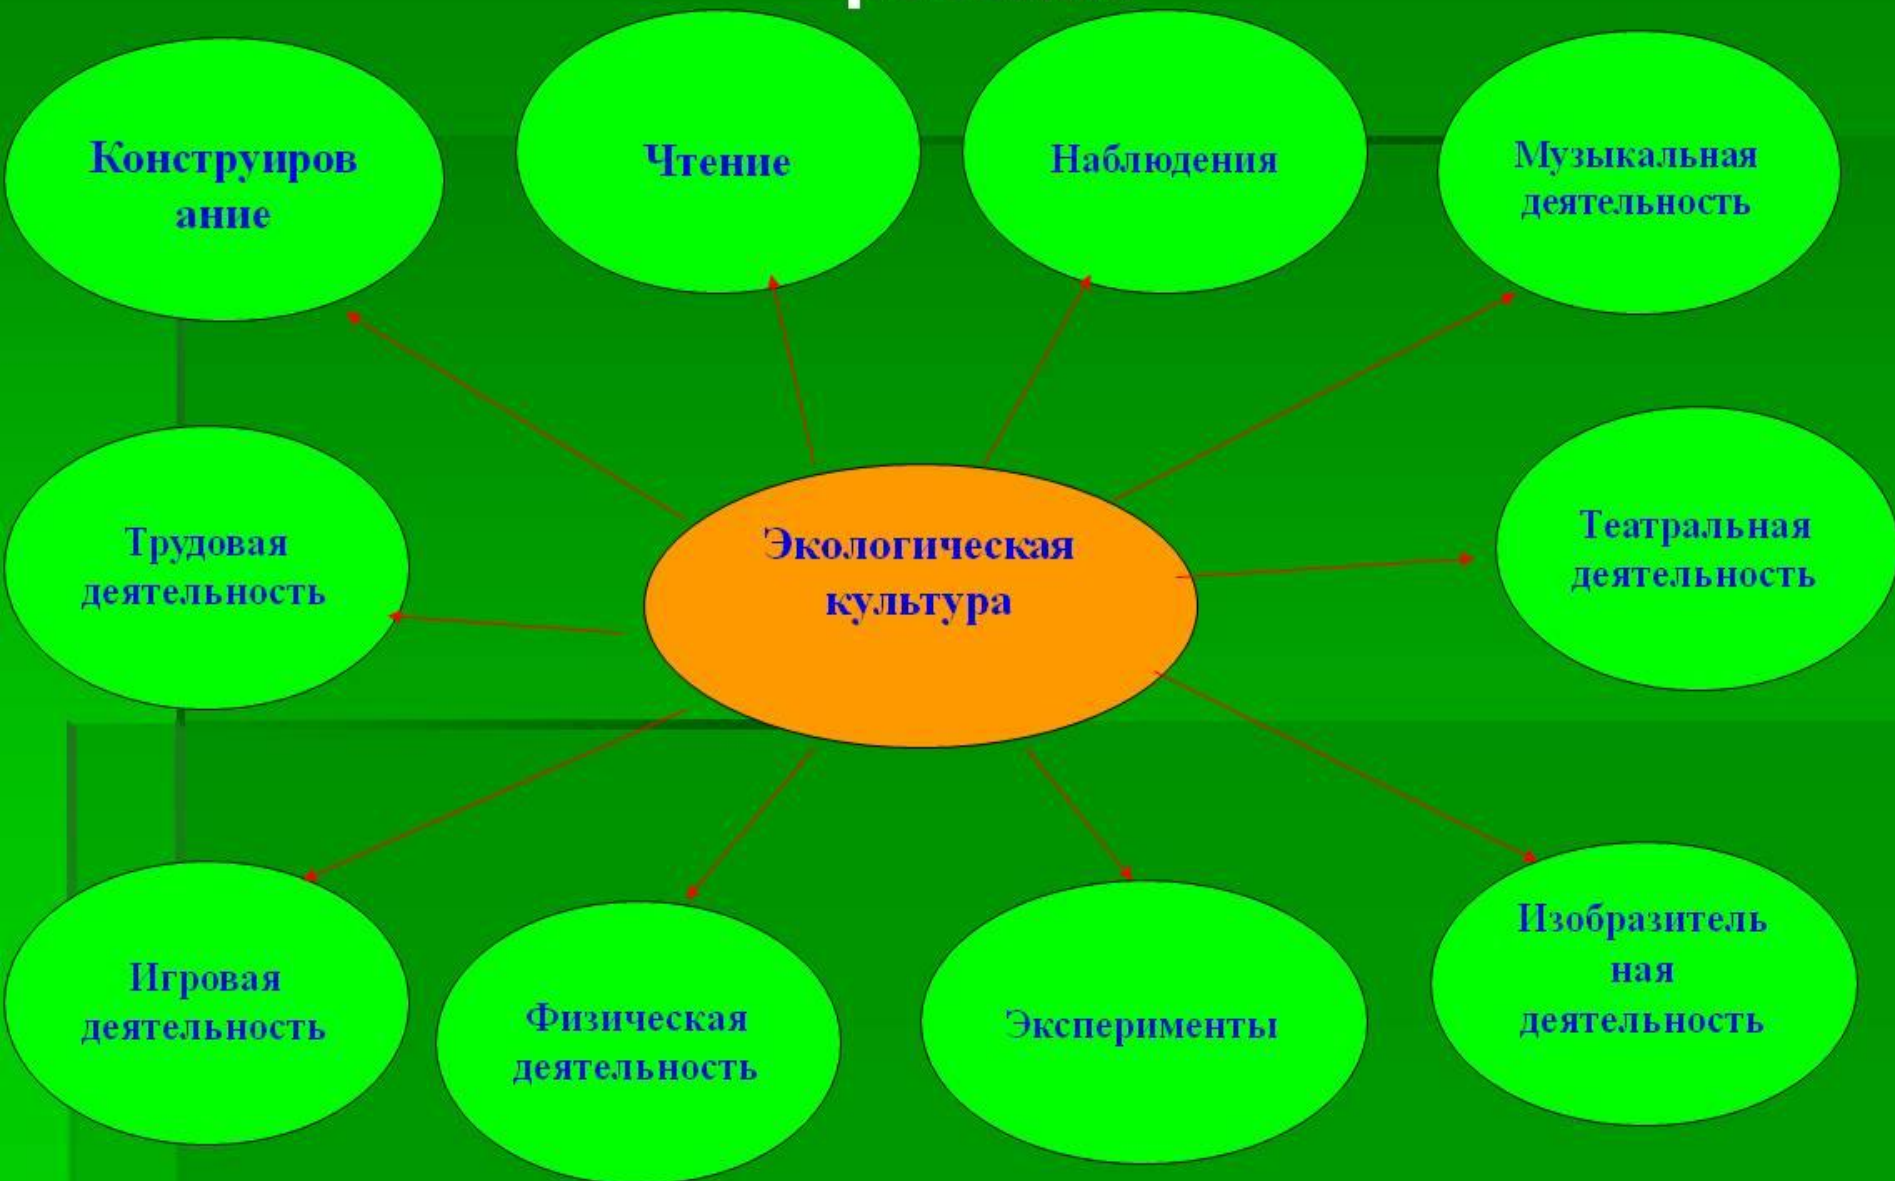 Конструиров
ание
Чтение
Наблюдения
Музыкальная
деятельность
Трудовая
деятельность
Экологическая
культура
Театральная
деятельность
Игровая
деятельность
Физическая
деятельность
Эксперименты
Изобразитель
ная
деятельность